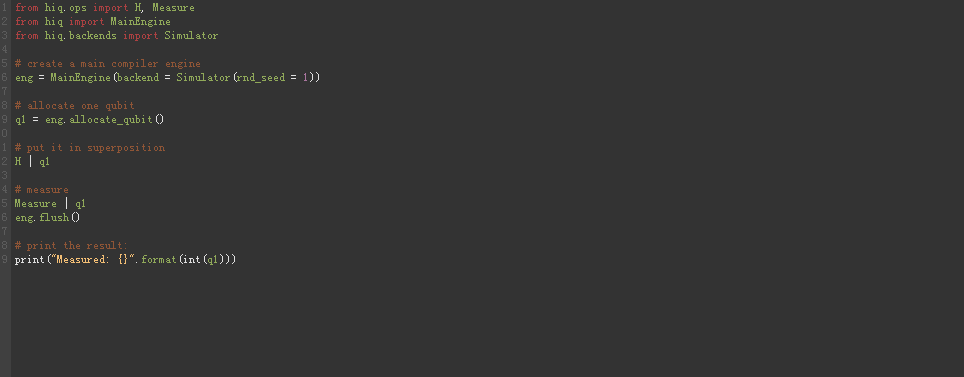 1 from hiq.ops import H, Measure
2 from hiq import MainEngine
3 from hiq.backends import Simulator
4
5 # create a main compiler engine
6 eng = MainEngine(backend = Simulator(rnd_seed = 1))
7
8 # allocate one qubit
9 q1 = eng.allocate_qubit()
0
1 # put it in superposition
2 H | q1
3
4 # measure
5 Measure | q1
6 eng.flush()
7
8 # print the result:
9 print("Measured: {}".format(int(q1)))